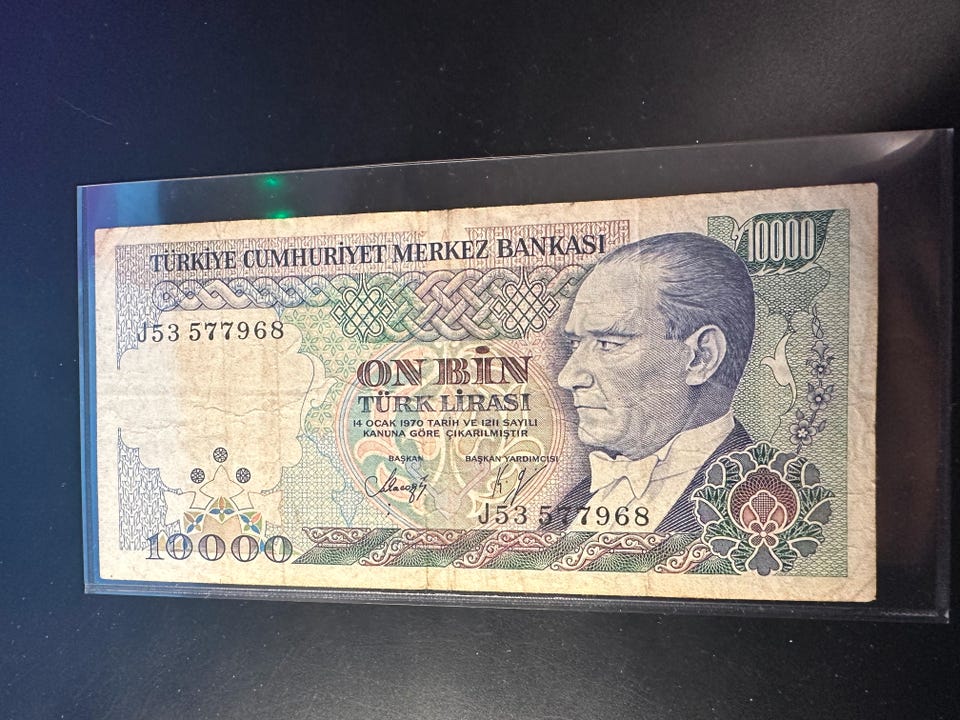 TÜRKİYE CUMHURİYET MERKEZ BANKASI
10000
J53 577968
ON BİN
TÜRK LİRASI
14 OCAK 1970 TARİH VE 1211 SAYILI
KANUNA GÖRE ÇIKARILMIŞTIR
BAŞKAN BAŞKAN YARDIMCISI
J53 577968
10000